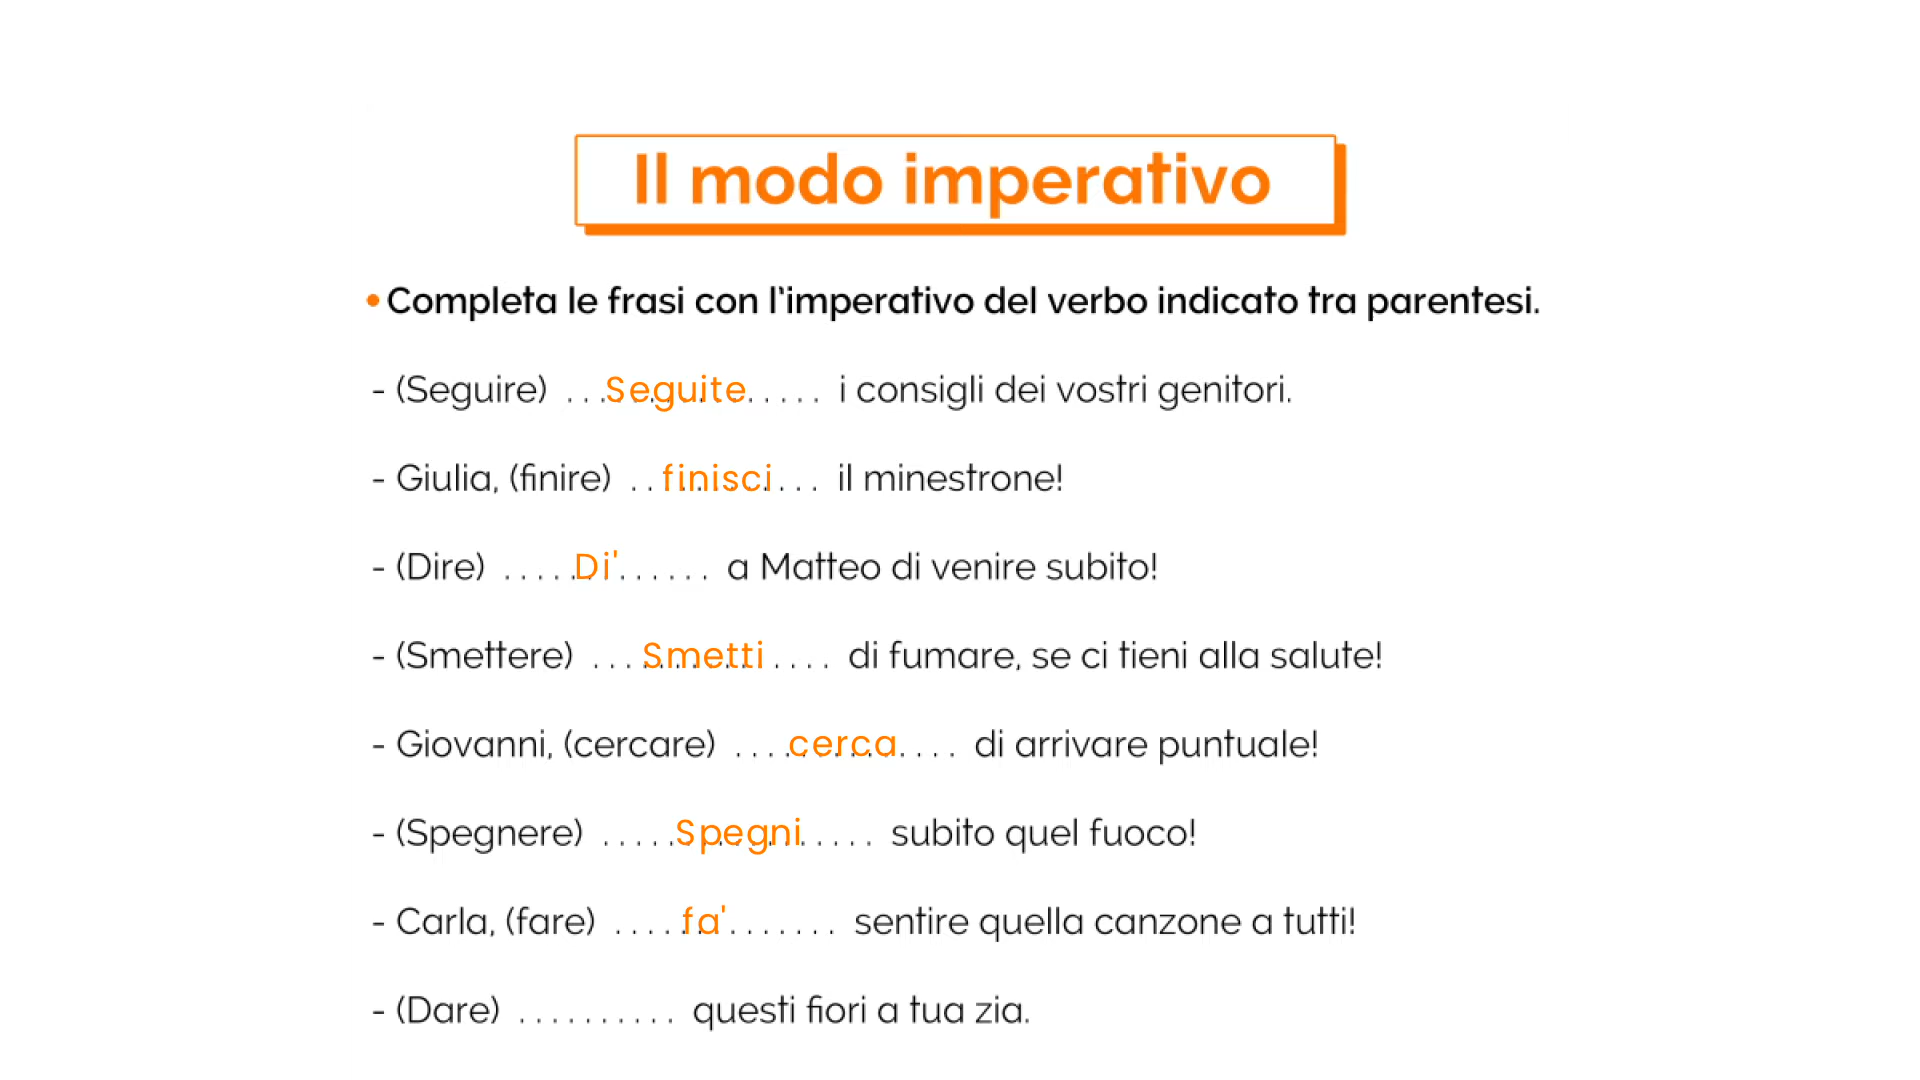 Il modo imperativo
• Completa le frasi con l'imperativo del verbo indicato tra parentesi.
- (Seguire) ...Seguite..... i consigli dei vostri genitori.
- Giulia, (finire) ..finisci... il minestrone!
- (Dire) .....Di'...... a Matteo di venire subito!
- (Smettere) ...Smetti.... di fumare, se ci tieni alla salute!
- Giovanni, (cercare) ....cerca.... di arrivare puntuale!
- (Spegnere) .....Spegni..... subito quel fuoco!
- Carla, (fare) .....fa'....... sentire quella canzone a tutti!
- (Dare) .......... questi fiori a tua zia.